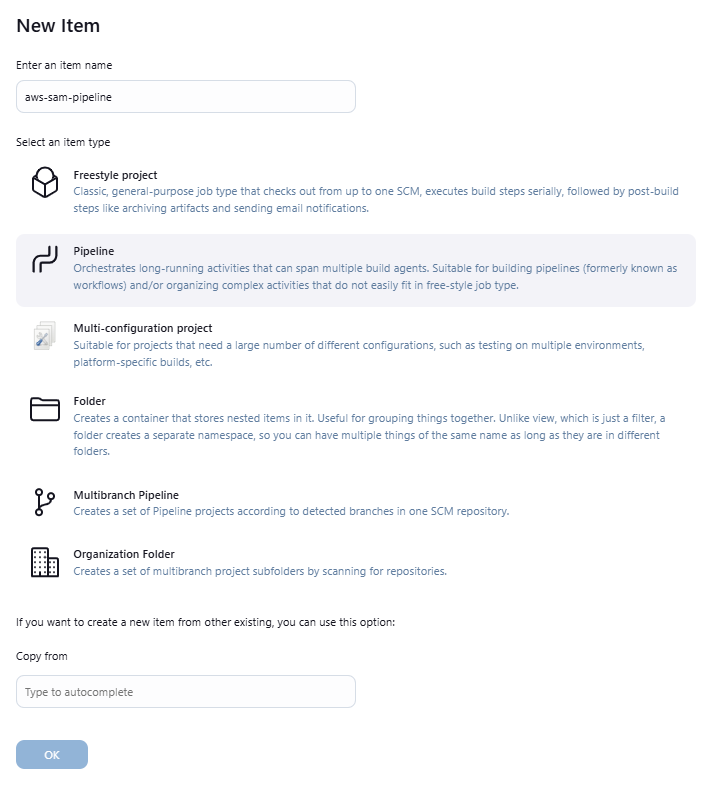 New Item
Enter an item name
aws-sam-pipeline
Select an item type
Freestyle project
Classic, general-purpose job type that checks out from up to one SCM, executes build steps serially, followed by post-build
steps like archiving artifacts and sending email notifications.
Pipeline
Orchestrates long-running activities that can span multiple build agents. Suitable for building pipelines (formerly known as
workflows) and/or organizing complex activities that do not easily fit in free-style job type.
Multi-configuration project
Suitable for projects that need a large number of different configurations, such as testing on multiple environments,
platform-specific builds, etc.
Folder
Creates a container that stores nested items in it. Useful for grouping things together. Unlike view, which is just a filter, a
folder creates a separate namespace, so you can have multiple things of the same name as long as they are in different
folders.
Multibranch Pipeline
Creates a set of Pipeline projects according to detected branches in one SCM repository.
Organization Folder
Creates a set of multibranch project subfolders by scanning for repositories.
If you want to create a new item from other existing, you can use this option:
Copy from
Type to autocomplete
OK